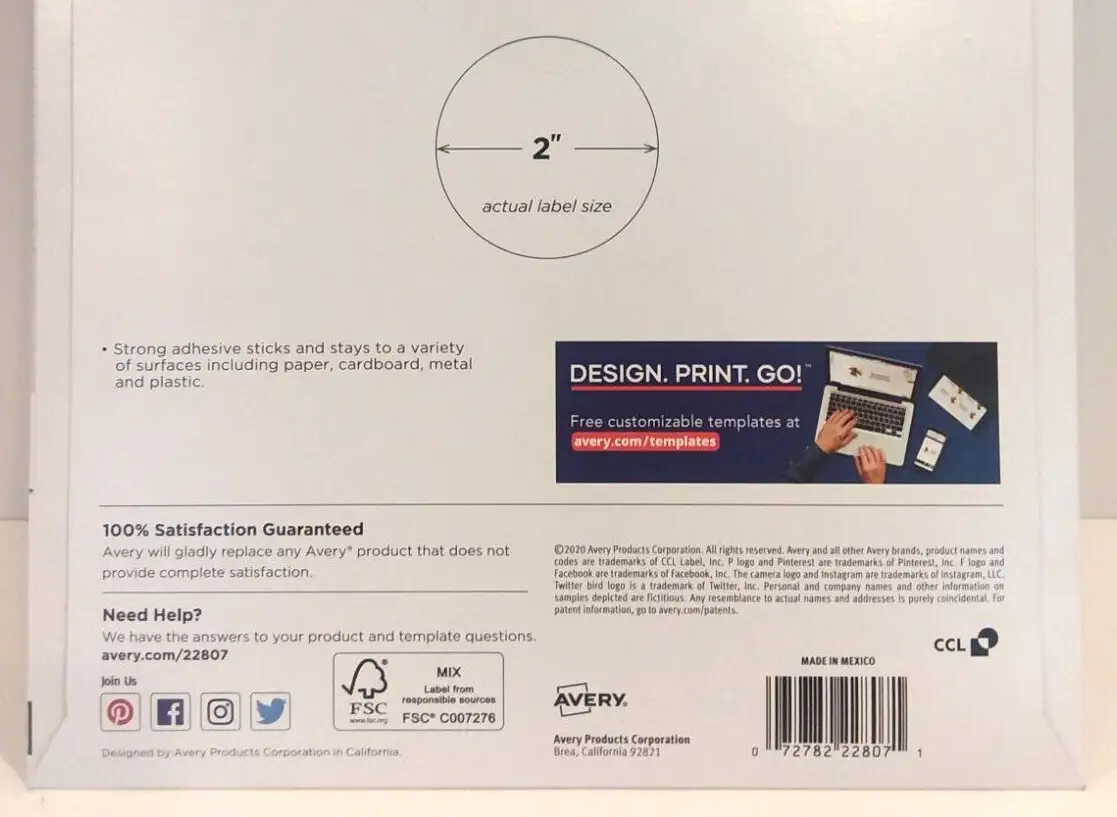 2"
actual label size
• Strong adhesive sticks and stays to a variety
of surfaces including paper, cardboard, metal
and plastic.
DESIGN. PRINT. GO!™
Free customizable templates at
avery.com/templates
100% Satisfaction Guaranteed
Avery will gladly replace any Avery® product that does not
provide complete satisfaction.
Need Help?
We have the answers to your product and template questions.
avery.com/22807
Join Us
FSC
www.fsc.org
MIX
Label from
responsible sources
FSC® C007276
Designed by Avery Products Corporation in California.
©2020 Avery Products Corporation. All rights reserved. Avery and all other Avery brands, product names and
codes are trademarks of CCL Label, Inc. P logo and Pinterest are trademarks of Pinterest, Inc. F logo and
Facebook are trademarks of Facebook, Inc. The camera logo and Instagram are trademarks of Instagram, LLC.
Twitter bird logo is a trademark of Twitter, Inc. Personal and company names and other information on
samples depicted are fictitious. Any resemblance to actual names and addresses is purely coincidental. For
patent information, go to avery.com/patents.
CCL
MADE IN MEXICO
AVERY®
Avery Products Corporation
Brea, California 92821
0 72782 22807 1